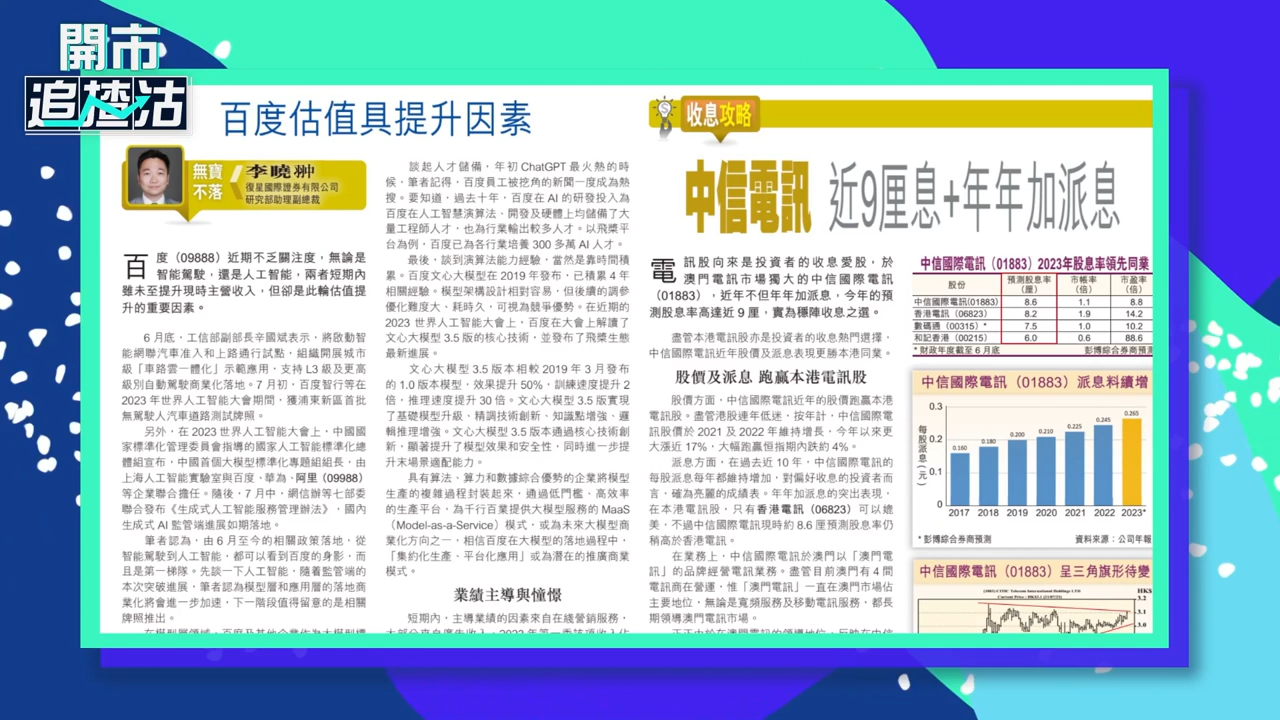 開市
追揸沽
百度估值具提升因素
無寶
不落
李曉翀
復星國際證券有限公司
研究部助理副總裁
百度（09888）近期不乏關注度，無論是
智能駕駛，還是人工智能，兩者短期內
雖未至提升現時主營收入，但卻是此輪估值提
升的重要因素。
6月底，工信部副部長辛國斌表示，將啟動智
能網聯汽車准入和上路通行試點，組織開展城市
級「車路雲一體化」示範應用，支持L3級及更高
級別自動駕駛商業化落地。7月初，百度智行等在
2023年世界人工智能大會期間，獲浦東新區首批
無駕駛人汽車道路測試牌照。
另外，在2023世界人工智能大會上，中國國
家標準化管理委員會指導的國家人工智能標準化總
體組宣布，中國首個大模型標準化專題組組長，由
上海人工智能實驗室與百度、華為、阿里（09988）
等企業聯合擔任。隨後，7月中，網信辦等七部委
聯合發布《生成式人工智能服務管理辦法》，國內
生成式AI監管端進展如期落地。
筆者認為，由6月至今的相關政策落地，從
智能駕駛到人工智能，都可以看到百度的身影，而
且是第一梯隊。先談一下人工智能，隨着監管端的
本次突破進展，筆者認為模型層和應用層的落地商
業化將會進一步加速，下一階段值得留意的是相關
牌照推出。
談起人才儲備，年初ChatGPT最火熱的時
候，筆者記得，百度員工被挖角的新聞一度成為熱
搜。要知道，過去十年，百度在AI的研發投入為
百度在人工智慧演算法、開發及硬體上均儲備了大
量工程師人才，也為行業輸出較多人才。以飛槳平
台為例，百度已為各行業培養300多萬AI人才。
最後，談到演算法能力經驗，當然是靠時間積
累。百度文心大模型在2019年發布，已積累4年
相關經驗。模型架構設計相對容易，但後續的調參
優化難度大、耗時久，可視為競爭優勢。在近期的
2023世界人工智能大會上，百度在大會上解讀了
文心大模型3.5版的核心技術，並發布了飛槳生態
最新進展。
文心大模型3.5版本相較2019年3月發布
的1.0版本模型，效果提升50%，訓練速度提升2
倍，推理速度提升30倍。文心大模型3.5版實現
了基礎模型升級、精調技術創新、知識點增強、邏
輯推理增強。文心大模型3.5版本通過核心技術創
新，顯著提升了模型效果和安全性，同時進一步提
升末場景適配能力。
具有算法、算力和數據綜合優勢的企業將模型
生產的複雜過程封裝起來，通過低門檻、高效率
的生產平台，為千行百業提供大模型服務的MaaS
（Model-as-a-Service）模式，或為未來大模型商
業化方向之一，相信百度在大模型的落地過程中，
「集約化生產、平台化應用」或為潛在的推廣商業
模式。
業績主導與憧憬
短期內，主導業績的因素來自在綫營銷服務，
收息攻略
中信電訊 近9厘息+年年加派息
電訊股向來是投資者的收息愛股，於
澳門電訊市場獨大的中信國際電訊
（01883），近年不但年年加派息，今年的預
測股息率高達近9厘，實為穩陣收息之選。
儘管本港電訊股亦是投資者的收息熱門選擇，
中信國際電訊近年股價及派息表現更勝本港同業。
股價及派息 跑贏本港電訊股
股價方面，中信國際電訊近年的股價跑贏本港
電訊股。儘管港股連年低迷，按年計，中信國際電
訊股價於2021及2022年維持增長，今年以來更
大漲近17%，大幅跑贏恒指期內跌約4%。
派息方面，在過去近10年，中信國際電訊的
每股派息每年都維持增加，對偏好收息的投資者而
言，確為亮麗的成績表。年年加派息的突出表現，
在本港電訊股，只有香港電訊（06823）可以媲
美，不過中信國際電訊現時約8.6厘預測股息率仍
稍高於香港電訊。
在業務上，中信國際電訊於澳門以「澳門電
訊」的品牌經營電訊業務。儘管目前澳門有4間
電訊商在營運，惟「澳門電訊」一直在澳門市場佔
主要地位，無論是寬頻服務及移動電訊服務，都長
期領導澳門電訊市場。
中信國際電訊（01883）2023年股息率領先同業
股份 預測股息率（厘） 市帳率（倍） 市盈率（倍）
中信國際電訊(01883) 8.6 1.1 8.8
香港電訊（06823） 8.2 1.9 14.2
數碼通（00315）* 7.5 1.0 10.2
和記香港（00215） 6.0 0.6 88.6
* 財政年度截至6月底 彭博綜合券商預測
中信國際電訊（01883）派息料續增
每股派息（元）
0.3
0.2
0.1
0
0.160 0.180 0.200 0.210 0.225 0.245 0.265
2017 2018 2019 2020 2021 2022 2023*
* 彭博綜合券商預測 資料來源：公司年報
中信國際電訊（01883）呈三角旗形待變
HK$
3.2
3.0